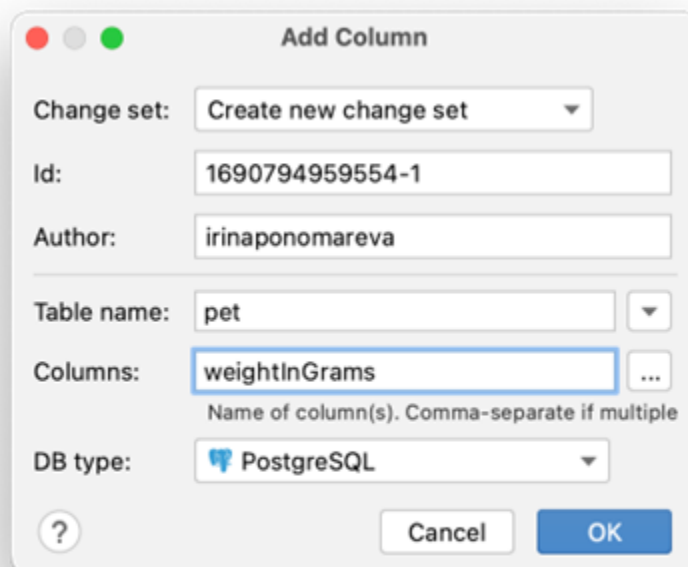 Add Column
Change set: Create new change set
Id: 1690794959554-1
Author: irinaponomareva
Table name: pet
Columns: weightInGrams ...
Name of column(s). Comma-separate if multiple
DB type: PostgreSQL
? Cancel OK